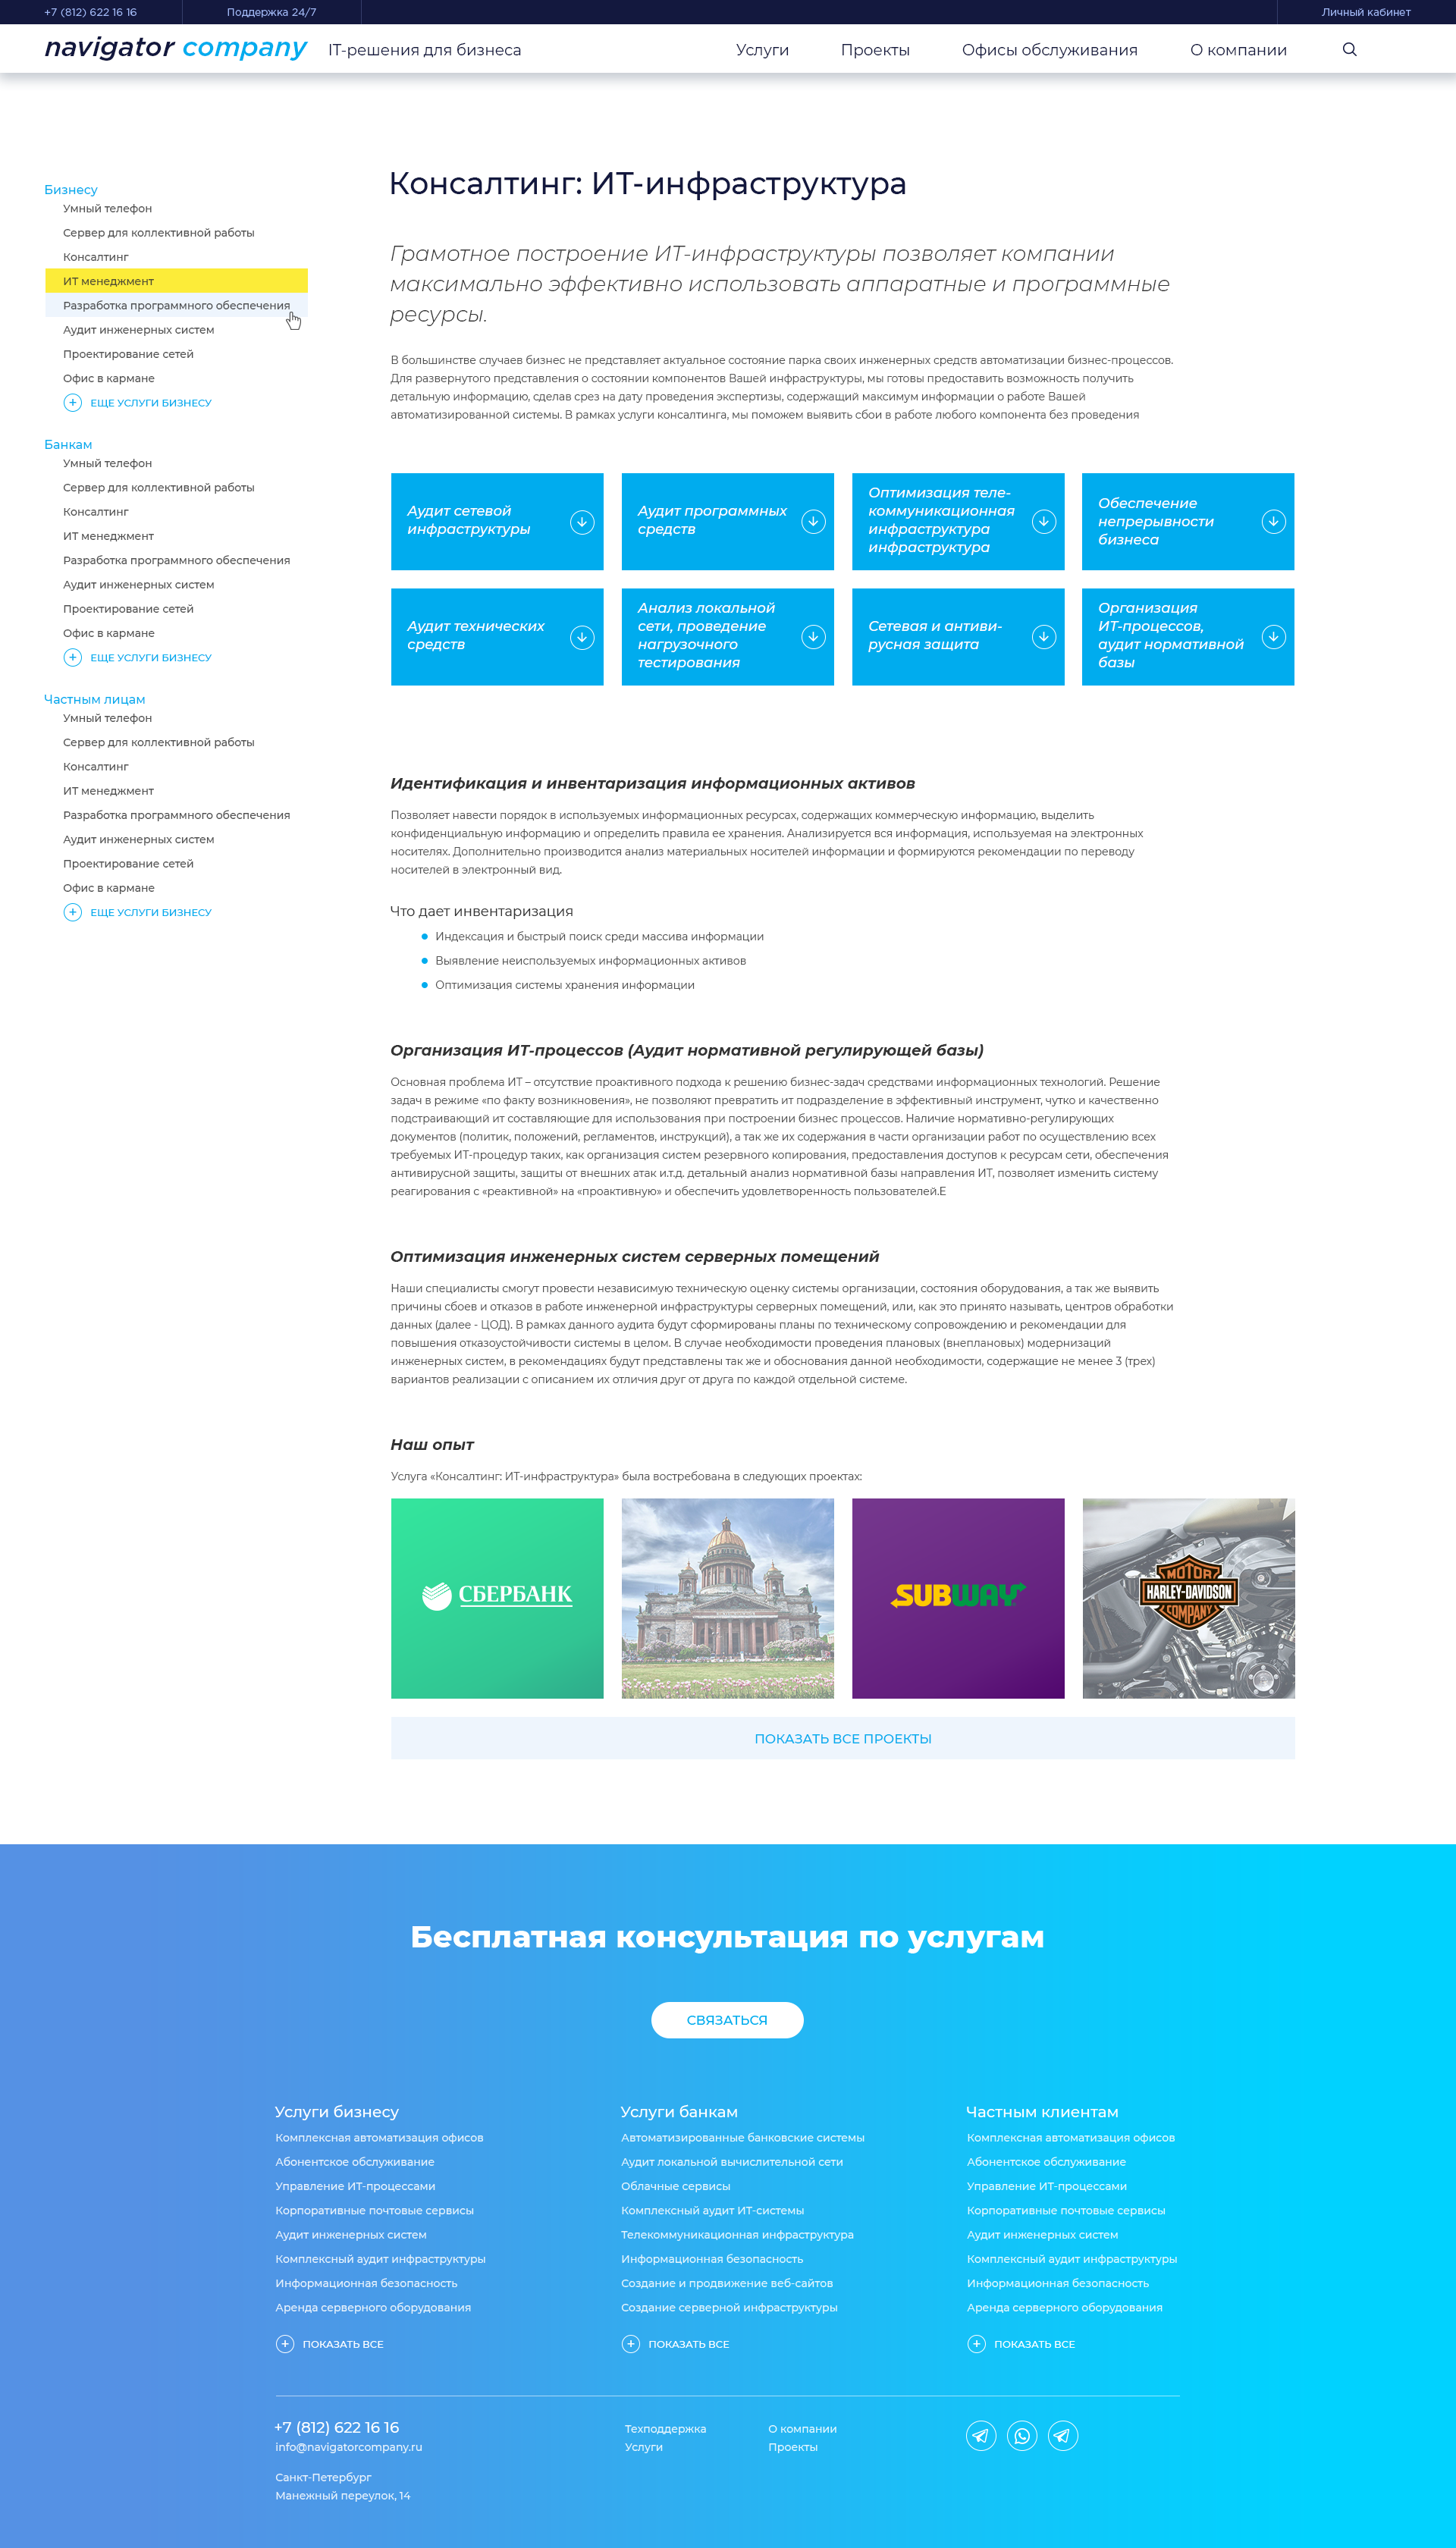 +7 (812) 622 16 16
Поддержка 24/7
Личный кабинет
navigator company
IT-решения для бизнеса
Услуги
Проекты
Офисы обслуживания
О компании
Бизнесу
Умный телефон
Сервер для коллективной работы
Консалтинг
ИТ менеджмент
Разработка программного обеспечения
Аудит инженерных систем
Проектирование сетей
Офис в кармане
ЕЩЕ УСЛУГИ БИЗНЕСУ
Банкам
Умный телефон
Сервер для коллективной работы
Консалтинг
ИТ менеджмент
Разработка программного обеспечения
Аудит инженерных систем
Проектирование сетей
Офис в кармане
ЕЩЕ УСЛУГИ БИЗНЕСУ
Частным лицам
Умный телефон
Сервер для коллективной работы
Консалтинг
ИТ менеджмент
Разработка программного обеспечения
Аудит инженерных систем
Проектирование сетей
Офис в кармане
ЕЩЕ УСЛУГИ БИЗНЕСУ
Консалтинг: ИТ-инфраструктура
Грамотное построение ИТ-инфраструктуры позволяет компании
максимально эффективно использовать аппаратные и программные
ресурсы.
В большинстве случаев бизнес не представляет актуальное состояние парка своих инженерных средств автоматизации бизнес-процессов.
Для развернутого представления о состоянии компонентов Вашей инфраструктуры, мы готовы предоставить возможность получить
детальную информацию, сделав срез на дату проведения экспертизы, содержащий максимум информации о работе Вашей
автоматизированной системы. В рамках услуги консалтинга, мы поможем выявить сбои в работе любого компонента без проведения
Аудит сетевой
инфраструктуры
Аудит программных
средств
Оптимизация теле-
коммуникационная
инфраструктура
инфраструктура
Обеспечение
непрерывности
бизнеса
Аудит технических
средств
Анализ локальной
сети, проведение
нагрузочного
тестирования
Сетевая и антиви-
русная защита
Организация
ИТ-процессов,
аудит нормативной
базы
Идентификация и инвентаризация информационных активов
Позволяет навести порядок в используемых информационных ресурсах, содержащих коммерческую информацию, выделить
конфиденциальную информацию и определить правила ее хранения. Анализируется вся информация, используемая на электронных
носителях. Дополнительно производится анализ материальных носителей информации и формируются рекомендации по переводу
носителей в электронный вид.
Что дает инвентаризация
Индексация и быстрый поиск среди массива информации
Выявление неиспользуемых информационных активов
Оптимизация системы хранения информации
Организация ИТ-процессов (Аудит нормативной регулирующей базы)
Основная проблема ИТ – отсутствие проактивного подхода к решению бизнес-задач средствами информационных технологий. Решение
задач в режиме «по факту возникновения», не позволяют превратить ит подразделение в эффективный инструмент, чутко и качественно
подстраивающий ит составляющие для использования при построении бизнес процессов. Наличие нормативно-регулирующих
документов (политик, положений, регламентов, инструкций), а так же их содержания в части организации работ по осуществлению всех
требуемых ИТ-процедур таких, как организация систем резервного копирования, предоставления доступов к ресурсам сети, обеспечения
антивирусной защиты, защиты от внешних атак и.т.д. детальный анализ нормативной базы направления ИТ, позволяет изменить систему
реагирования с «реактивной» на «проактивную» и обеспечить удовлетворенность пользователей.Е
Оптимизация инженерных систем серверных помещений
Наши специалисты смогут провести независимую техническую оценку системы организации, состояния оборудования, а так же выявить
причины сбоев и отказов в работе инженерной инфраструктуры серверных помещений, или, как это принято называть, центров обработки
данных (далее - ЦОД). В рамках данного аудита будут сформированы планы по техническому сопровождению и рекомендации для
повышения отказоустойчивости системы в целом. В случае необходимости проведения плановых (внеплановых) модернизаций
инженерных систем, в рекомендациях будут представлены так же и обоснования данной необходимости, содержащие не менее 3 (трех)
вариантов реализации с описанием их отличия друг от друга по каждой отдельной системе.
Наш опыт
Услуга «Консалтинг: ИТ-инфраструктура» была востребована в следующих проектах:
СБЕРБАНК
SUBWAY
MOTOR
HARLEY-DAVIDSON
COMPANY
ПОКАЗАТЬ ВСЕ ПРОЕКТЫ
Бесплатная консультация по услугам
СВЯЗАТЬСЯ
Услуги бизнесу
Комплексная автоматизация офисов
Абонентское обслуживание
Управление ИТ-процессами
Корпоративные почтовые сервисы
Аудит инженерных систем
Комплексный аудит инфраструктуры
Информационная безопасность
Аренда серверного оборудования
ПОКАЗАТЬ ВСЕ
Услуги банкам
Автоматизированные банковские системы
Аудит локальной вычислительной сети
Облачные сервисы
Комплексный аудит ИТ-системы
Телекоммуникационная инфраструктура
Информационная безопасность
Создание и продвижение веб-сайтов
Создание серверной инфраструктуры
ПОКАЗАТЬ ВСЕ
Частным клиентам
Комплексная автоматизация офисов
Абонентское обслуживание
Управление ИТ-процессами
Корпоративные почтовые сервисы
Аудит инженерных систем
Комплексный аудит инфраструктуры
Информационная безопасность
Аренда серверного оборудования
ПОКАЗАТЬ ВСЕ
+7 (812) 622 16 16
info@navigatorcompany.ru
Санкт-Петербург
Манежный переулок, 14
Техподдержка
Услуги
О компании
Проекты